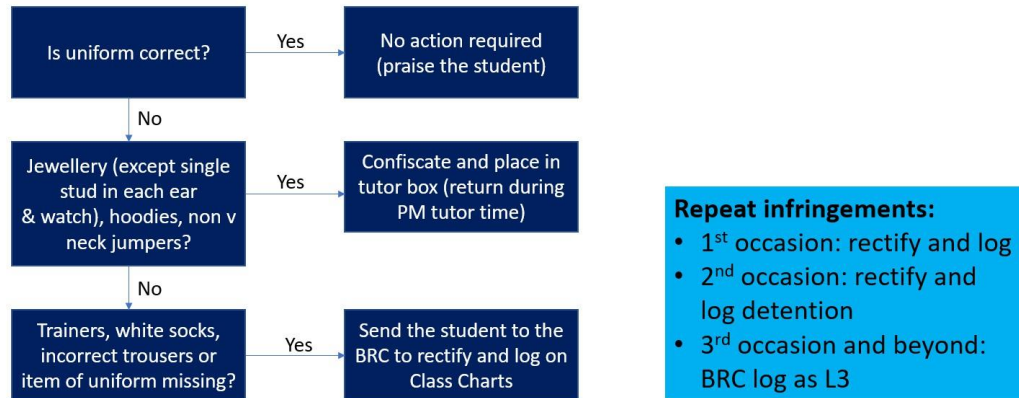 Is uniform correct?
Yes
No action required
(praise the student)
No
Jewellery (except single
stud in each ear
& watch), hoodies, non v
neck jumpers?
Yes
Confiscate and place in
tutor box (return during
PM tutor time)
No
Trainers, white socks,
incorrect trousers or
item of uniform missing?
Yes
Send the student to the
BRC to rectify and log on
Class Charts
Repeat infringements:
• 1st occasion: rectify and log
• 2nd occasion: rectify and
log detention
• 3rd occasion and beyond:
BRC log as L3